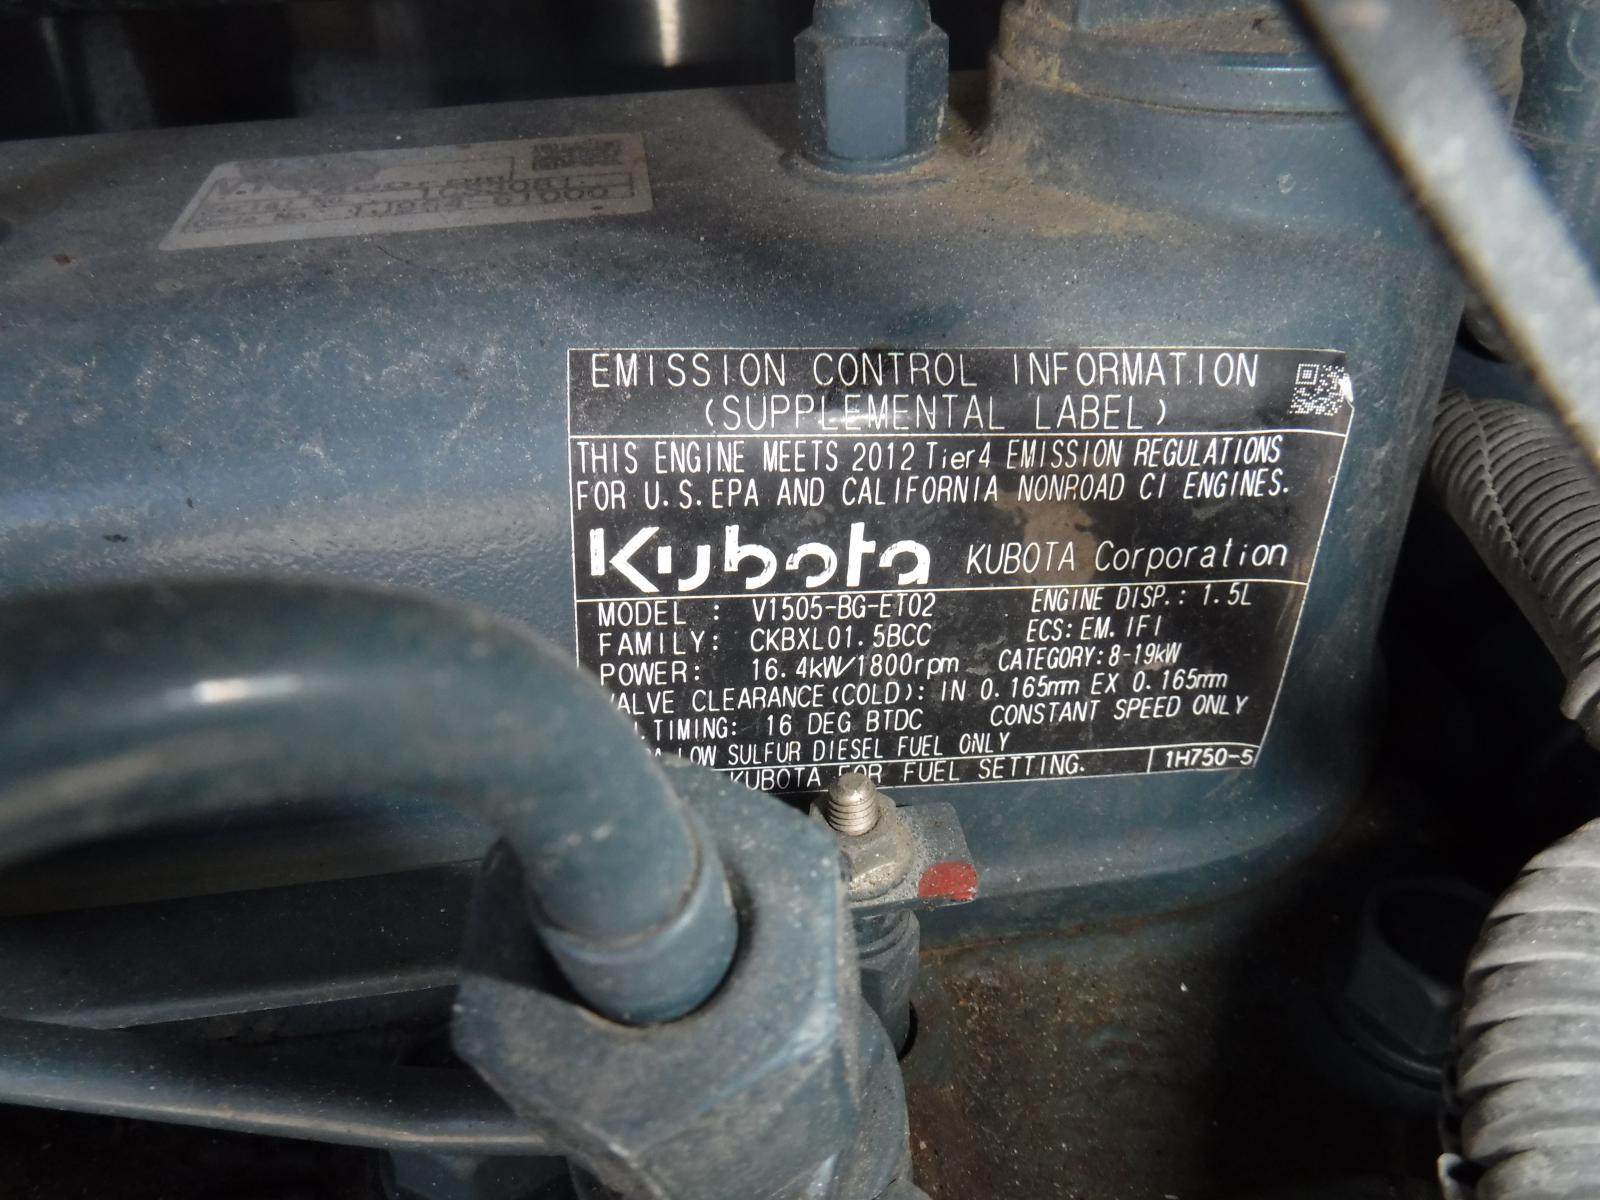 EMISSION CONTROL INFORMATION
(SUPPLEMENTAL LABEL)
THIS ENGINE MEETS 2012 Tier4 EMISSION REGULATIONS
FOR U.S.EPA AND CALIFORNIA NONROAD CI ENGINES.
Kubota KUBOTA Corporation
MODEL : V1505-BG-ET02 ENGINE DISP.: 1.5L
FAMILY: CKBXL01.5BCC ECS: EM. IFI
POWER: 16.4kW/1800rpm CATEGORY: 8-19kW
VALVE CLEARANCE(COLD): IN 0.165mm EX 0.165mm
TIMING: 16 DEG BTDC CONSTANT SPEED ONLY
LOW SULFUR DIESEL FUEL ONLY
KUBOTA FOR FUEL SETTING. 1H750-5